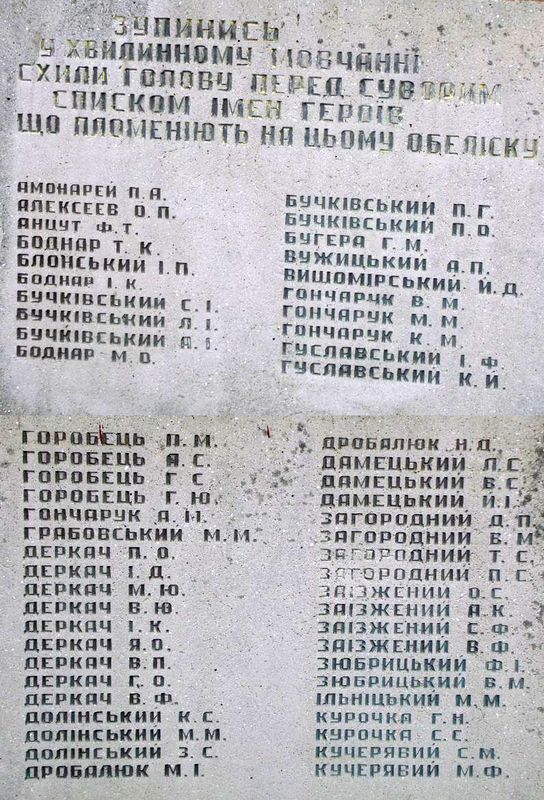 ЗУПИНИСЬ
У ХВИЛИННОМУ МОВЧАННІ
СХИЛИ ГОЛОВУ ПЕРЕД СУВОРИМ
СПИСКОМ ІМЕН ГЕРОЇВ
ЩО ПЛОМЕНІЮТЬ НА ЦЬОМУ ОБЕЛІСКУ
АМОНАРЕЙ П.А.
АЛЕКСЕЕВ О.П.
АНЦУТ Ф.Т.
БОДНАР Т.К.
БЛОНСЬКИЙ І.П.
БОДНАР І.К.
БУЧКІВСЬКИЙ С.І.
БУЧКІВСЬКИЙ Л.І.
БУЧКІВСЬКИЙ А.І.
БОДНАР М.О.
БУЧКІВСЬКИЙ П.Г.
БУЧКІВСЬКИЙ П.О.
БУГЕРА Г.М.
ВУЖИЦЬКИЙ А.П.
ВИШОМІРСЬКИЙ Й.Д.
ГОНЧАРУК В.М.
ГОНЧАРУК М.М.
ГОНЧАРУК К.М.
ГУСЛАВСЬКИЙ І.Ф.
ГУСЛАВСЬКИЙ К.Й.
ГОРОБЕЦЬ П.М.
ГОРОБЕЦЬ А.С.
ГОРОБЕЦЬ Г С
ГОРОБЕЦЬ Г.Ю.
ГОНЧАРУК А.М.
ГРАБОВСЬКИЙ М.М.
ДЕРКАЧ П.О.
ДЕРКАЧ І.Д.
ДЕРКАЧ М.Ю.
ДЕРКАЧ В.Ю.
ДЕРКАЧ І.К.
ДЕРКАЧ Я.О.
ДЕРКАЧ В.П.
ДЕРКАЧ Г.О.
ДЕРКАЧ В.Ф.
ДОЛІНСЬКИЙ К.С.
ДОЛІНСЬКИЙ М.М.
ДОЛІНСЬКИЙ З.С.
ДРОБАЛЮК М.І.
ДРОБАЛЮК Н.Д.
ДАМЕЦЬКИЙ Л.С.
ДАМЕЦЬКИЙ В.С
ДАМЕЦЬКИЙ Й.І.
ЗАГОРОДНИЙ Д.П.
ЗАГОРОДНИЙ В.М
ЗАГОРОДНИЙ Т.С.
ЗАГОРОДНИЙ П.С.
ЗАІЗЖЕНИЙ О.С.
ЗАІЗЖЕНИЙ А.К.
ЗАІЗЖЕНИЙ С.Ф.
ЗАІЗЖЕНИЙ В.Ф.
ЗЮБРИЦЬКИЙ Ф.І.
ЗЮБРИЦЬКИЙ В.М.
ІЛЬНІЦЬКИЙ М.М.
КУРОЧКА Г.Н.
КУРОЧКА С.Є.
КУЧЕРЯВИЙ С.М.
КУЧЕРЯВИЙ М.Ф.